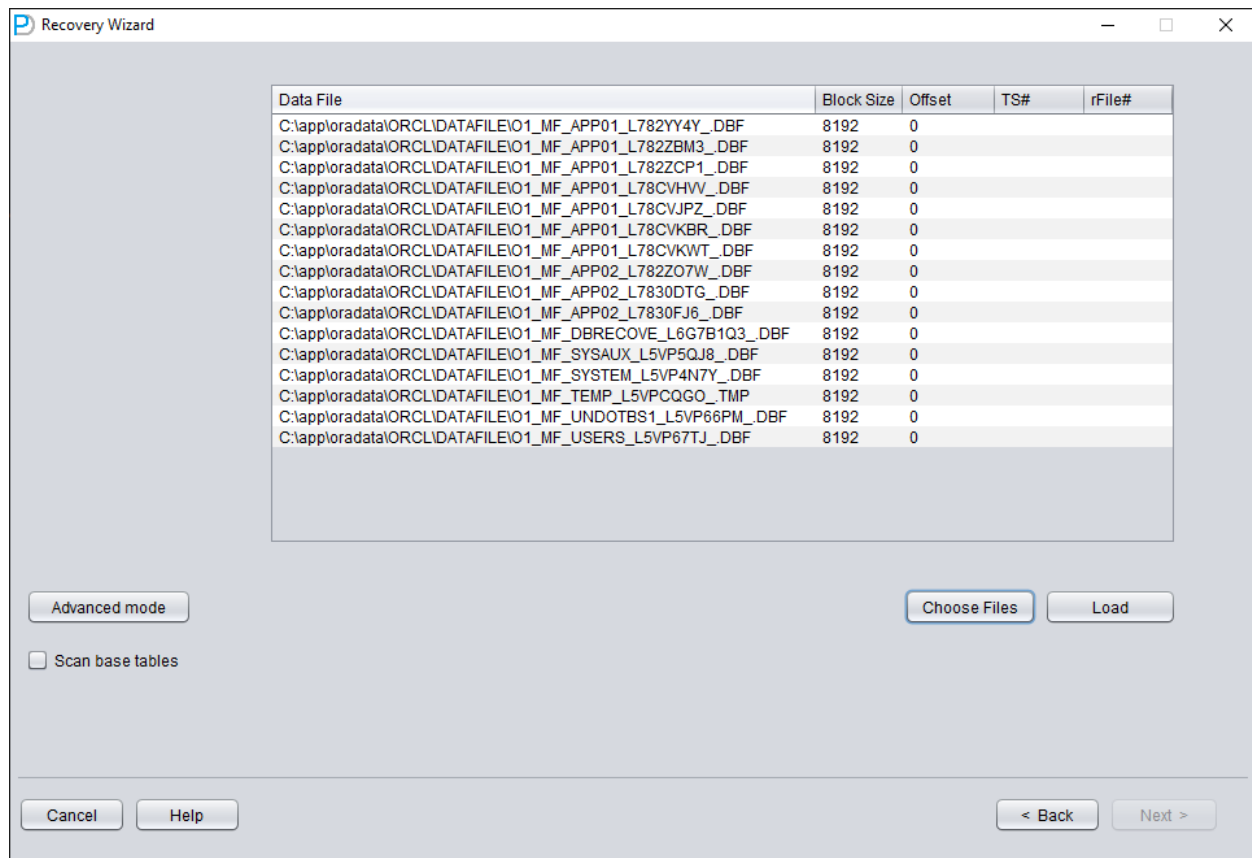 Recovery Wizard
Data File Block Size Offset TS# rFile#
C:\app\oradata\ORCL\DATAFILE\O1_MF_APP01_L782YY4Y_.DBF 8192 0
C:\app\oradata\ORCL\DATAFILE\O1_MF_APP01_L782ZBM3_.DBF 8192 0
C:\app\oradata\ORCL\DATAFILE\O1_MF_APP01_L782ZCP1_.DBF 8192 0
C:\app\oradata\ORCL\DATAFILE\O1_MF_APP01_L78CVHVV_.DBF 8192 0
C:\app\oradata\ORCL\DATAFILE\O1_MF_APP01_L78CVJPZ_.DBF 8192 0
C:\app\oradata\ORCL\DATAFILE\O1_MF_APP01_L78CVKBR_.DBF 8192 0
C:\app\oradata\ORCL\DATAFILE\O1_MF_APP01_L78CVKWT_.DBF 8192 0
C:\app\oradata\ORCL\DATAFILE\O1_MF_APP02_L782ZO7W_.DBF 8192 0
C:\app\oradata\ORCL\DATAFILE\O1_MF_APP02_L7830DTG_.DBF 8192 0
C:\app\oradata\ORCL\DATAFILE\O1_MF_APP02_L7830FJ6_.DBF 8192 0
C:\app\oradata\ORCL\DATAFILE\O1_MF_DBRECOVE_L6G7B1Q3_.DBF 8192 0
C:\app\oradata\ORCL\DATAFILE\O1_MF_SYSAUX_L5VP5QJ8_.DBF 8192 0
C:\app\oradata\ORCL\DATAFILE\O1_MF_SYSTEM_L5VP4N7Y_.DBF 8192 0
C:\app\oradata\ORCL\DATAFILE\O1_MF_TEMP_L5VPCQGO_.TMP 8192 0
C:\app\oradata\ORCL\DATAFILE\O1_MF_UNDOTBS1_L5VP66PM_.DBF 8192 0
C:\app\oradata\ORCL\DATAFILE\O1_MF_USERS_L5VP67TJ_.DBF 8192 0
Advanced mode Choose Files Load
Scan base tables
Cancel Help < Back Next >